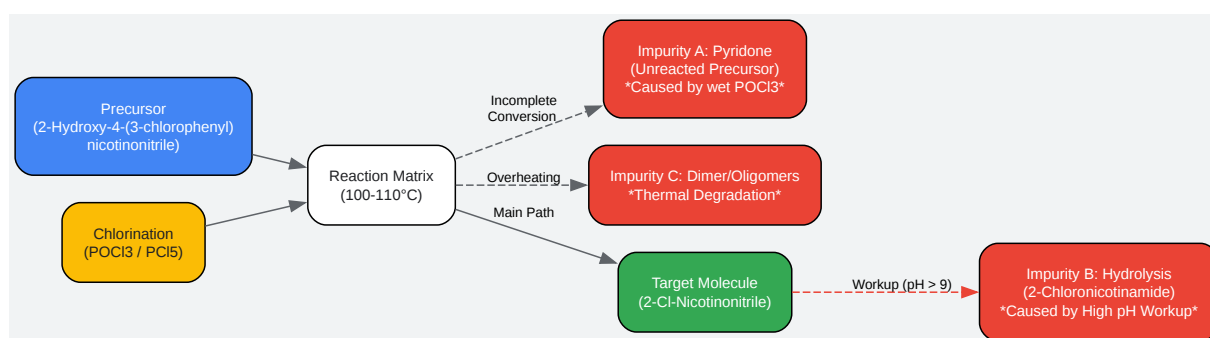 Precursor
(2-Hydroxy-4-(3-chlorophenyl)
nicotinonitrile)
Chlorination
(POCl3 / PCl5)
Reaction Matrix
(100-110°C)
Incomplete
Conversion
Overheating
Main Path
Impurity A: Pyridone
(Unreacted Precursor)
*Caused by wet POCl3*
Impurity C: Dimer/Oligomers
*Thermal Degradation*
Target Molecule
(2-Cl-Nicotinonitrile)
Workup (pH > 9)
Impurity B: Hydrolysis
(2-Chloronicotinamide)
*Caused by High pH Workup*